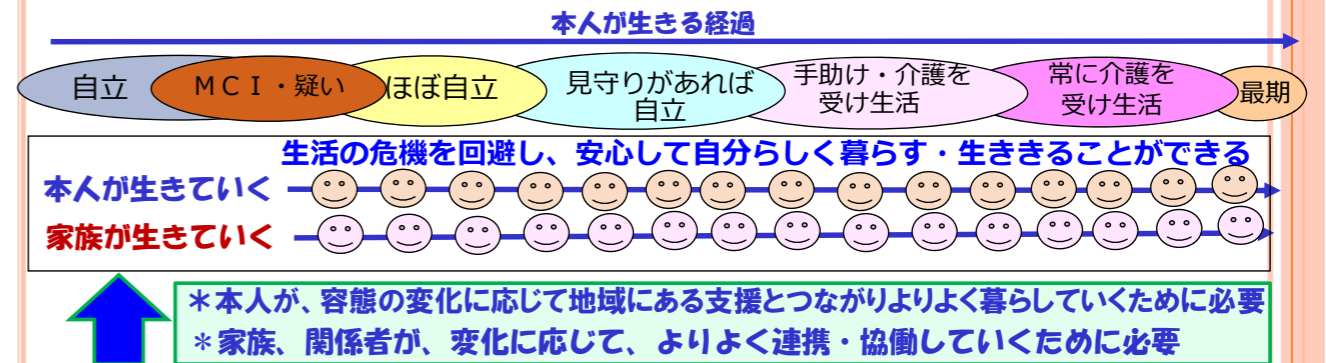 本人が生きる経過
自立
ＭＣＩ・疑い
ほぼ自立
見守りがあれば
自立
手助け・介護を
受け生活
常に介護を
受け生活
最期
生活の危機を回避し、安心して自分らしく暮らす・生ききることができる
本人が生きていく
家族が生きていく
＊本人が、容態の変化に応じて地域にある支援とつながりよりよく暮らしていくために必要
＊家族、関係者が、変化に応じて、よりよく連携・協働していくために必要